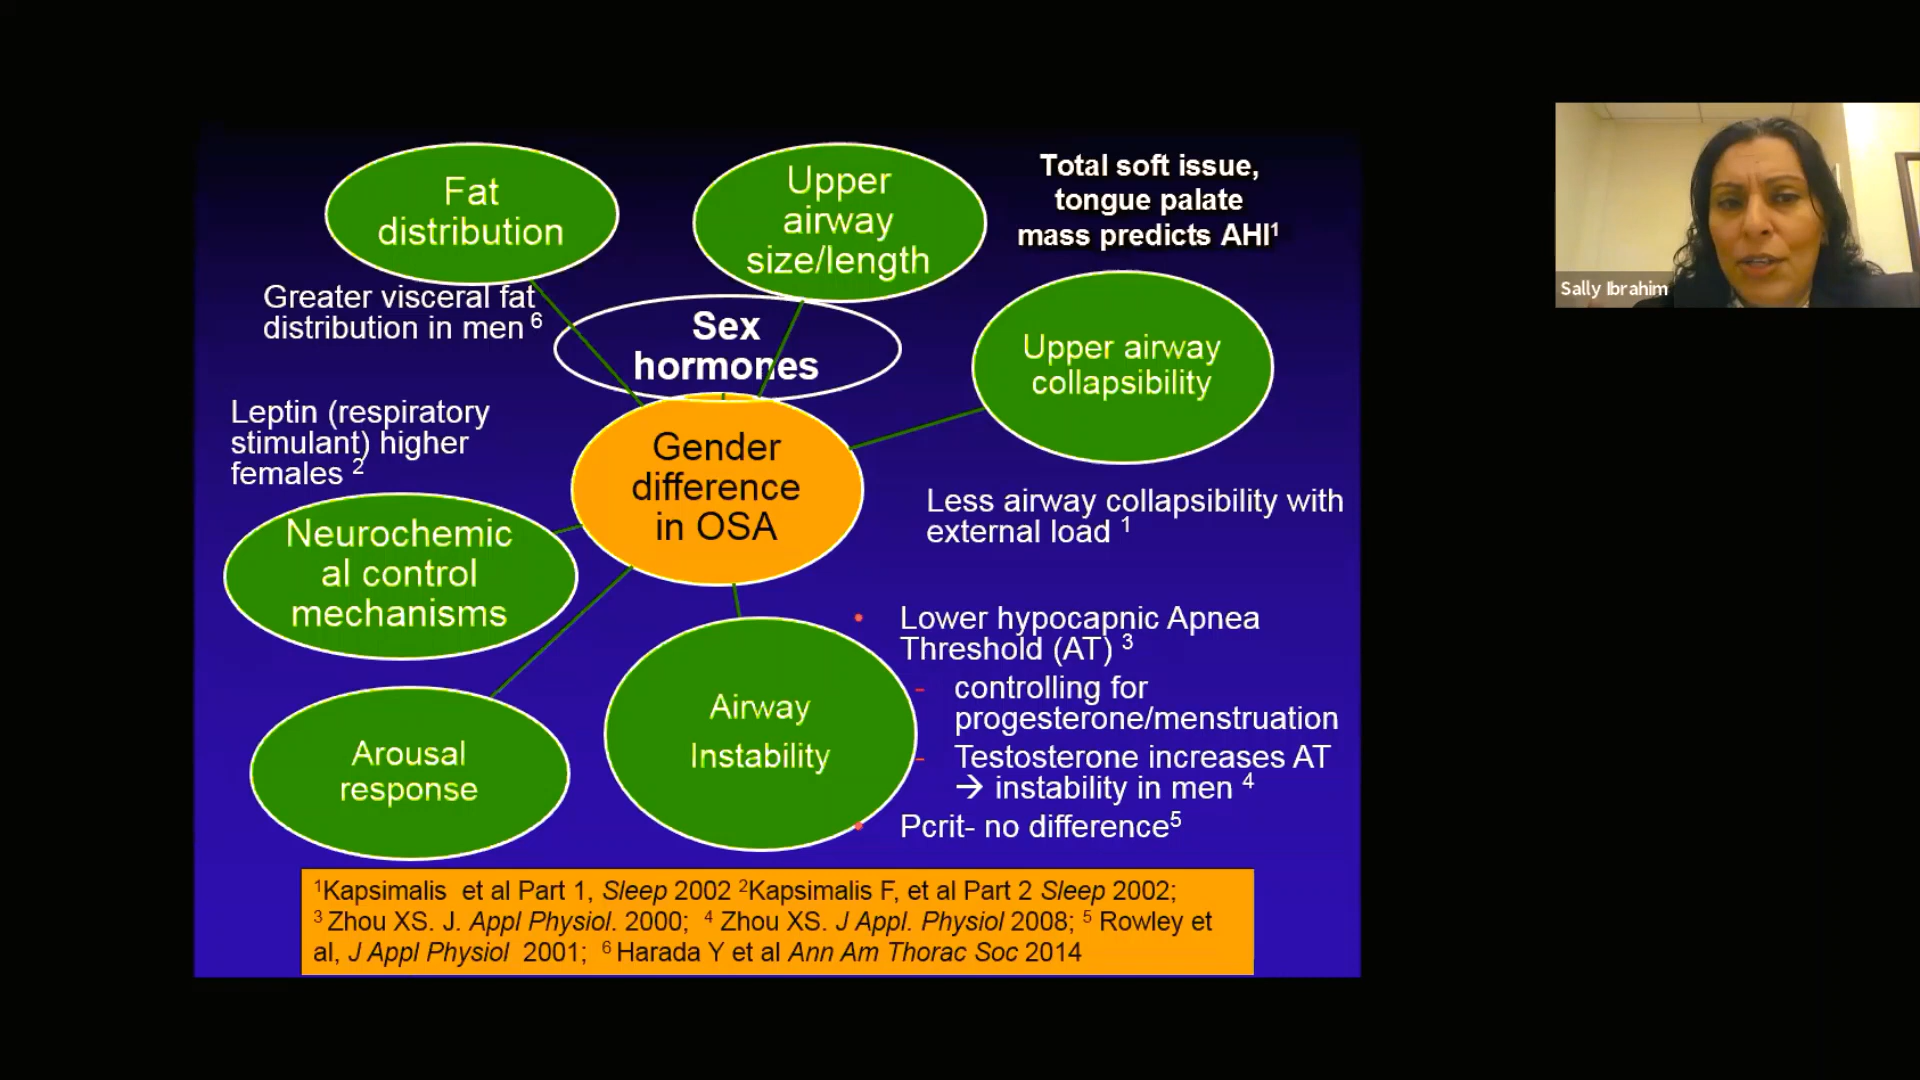 Fat
distribution
Upper
airway
size/length
Total soft issue,
tongue palate
mass predicts AHI¹
Greater visceral fat
distribution in men ⁶
Sex
hormones
Upper airway
collapsibility
Leptin (respiratory
stimulant) higher
females ²
Gender
difference
in OSA
Less airway collapsibility with
external load ¹
Neurochemic
al control
mechanisms
Arousal
response
Airway
Instability
• Lower hypocapnic Apnea
Threshold (AT) ³
- controlling for
progesterone/menstruation
- Testosterone increases AT
→ instability in men ⁴
• Pcrit- no difference⁵
¹Kapsimalis et al Part 1, Sleep 2002 ²Kapsimalis F, et al Part 2 Sleep 2002;
³ Zhou XS. J. Appl Physiol. 2000; ⁴ Zhou XS. J Appl. Physiol 2008; ⁵ Rowley et
al, J Appl Physiol 2001; ⁶ Harada Y et al Ann Am Thorac Soc 2014
Sally Ibrahim